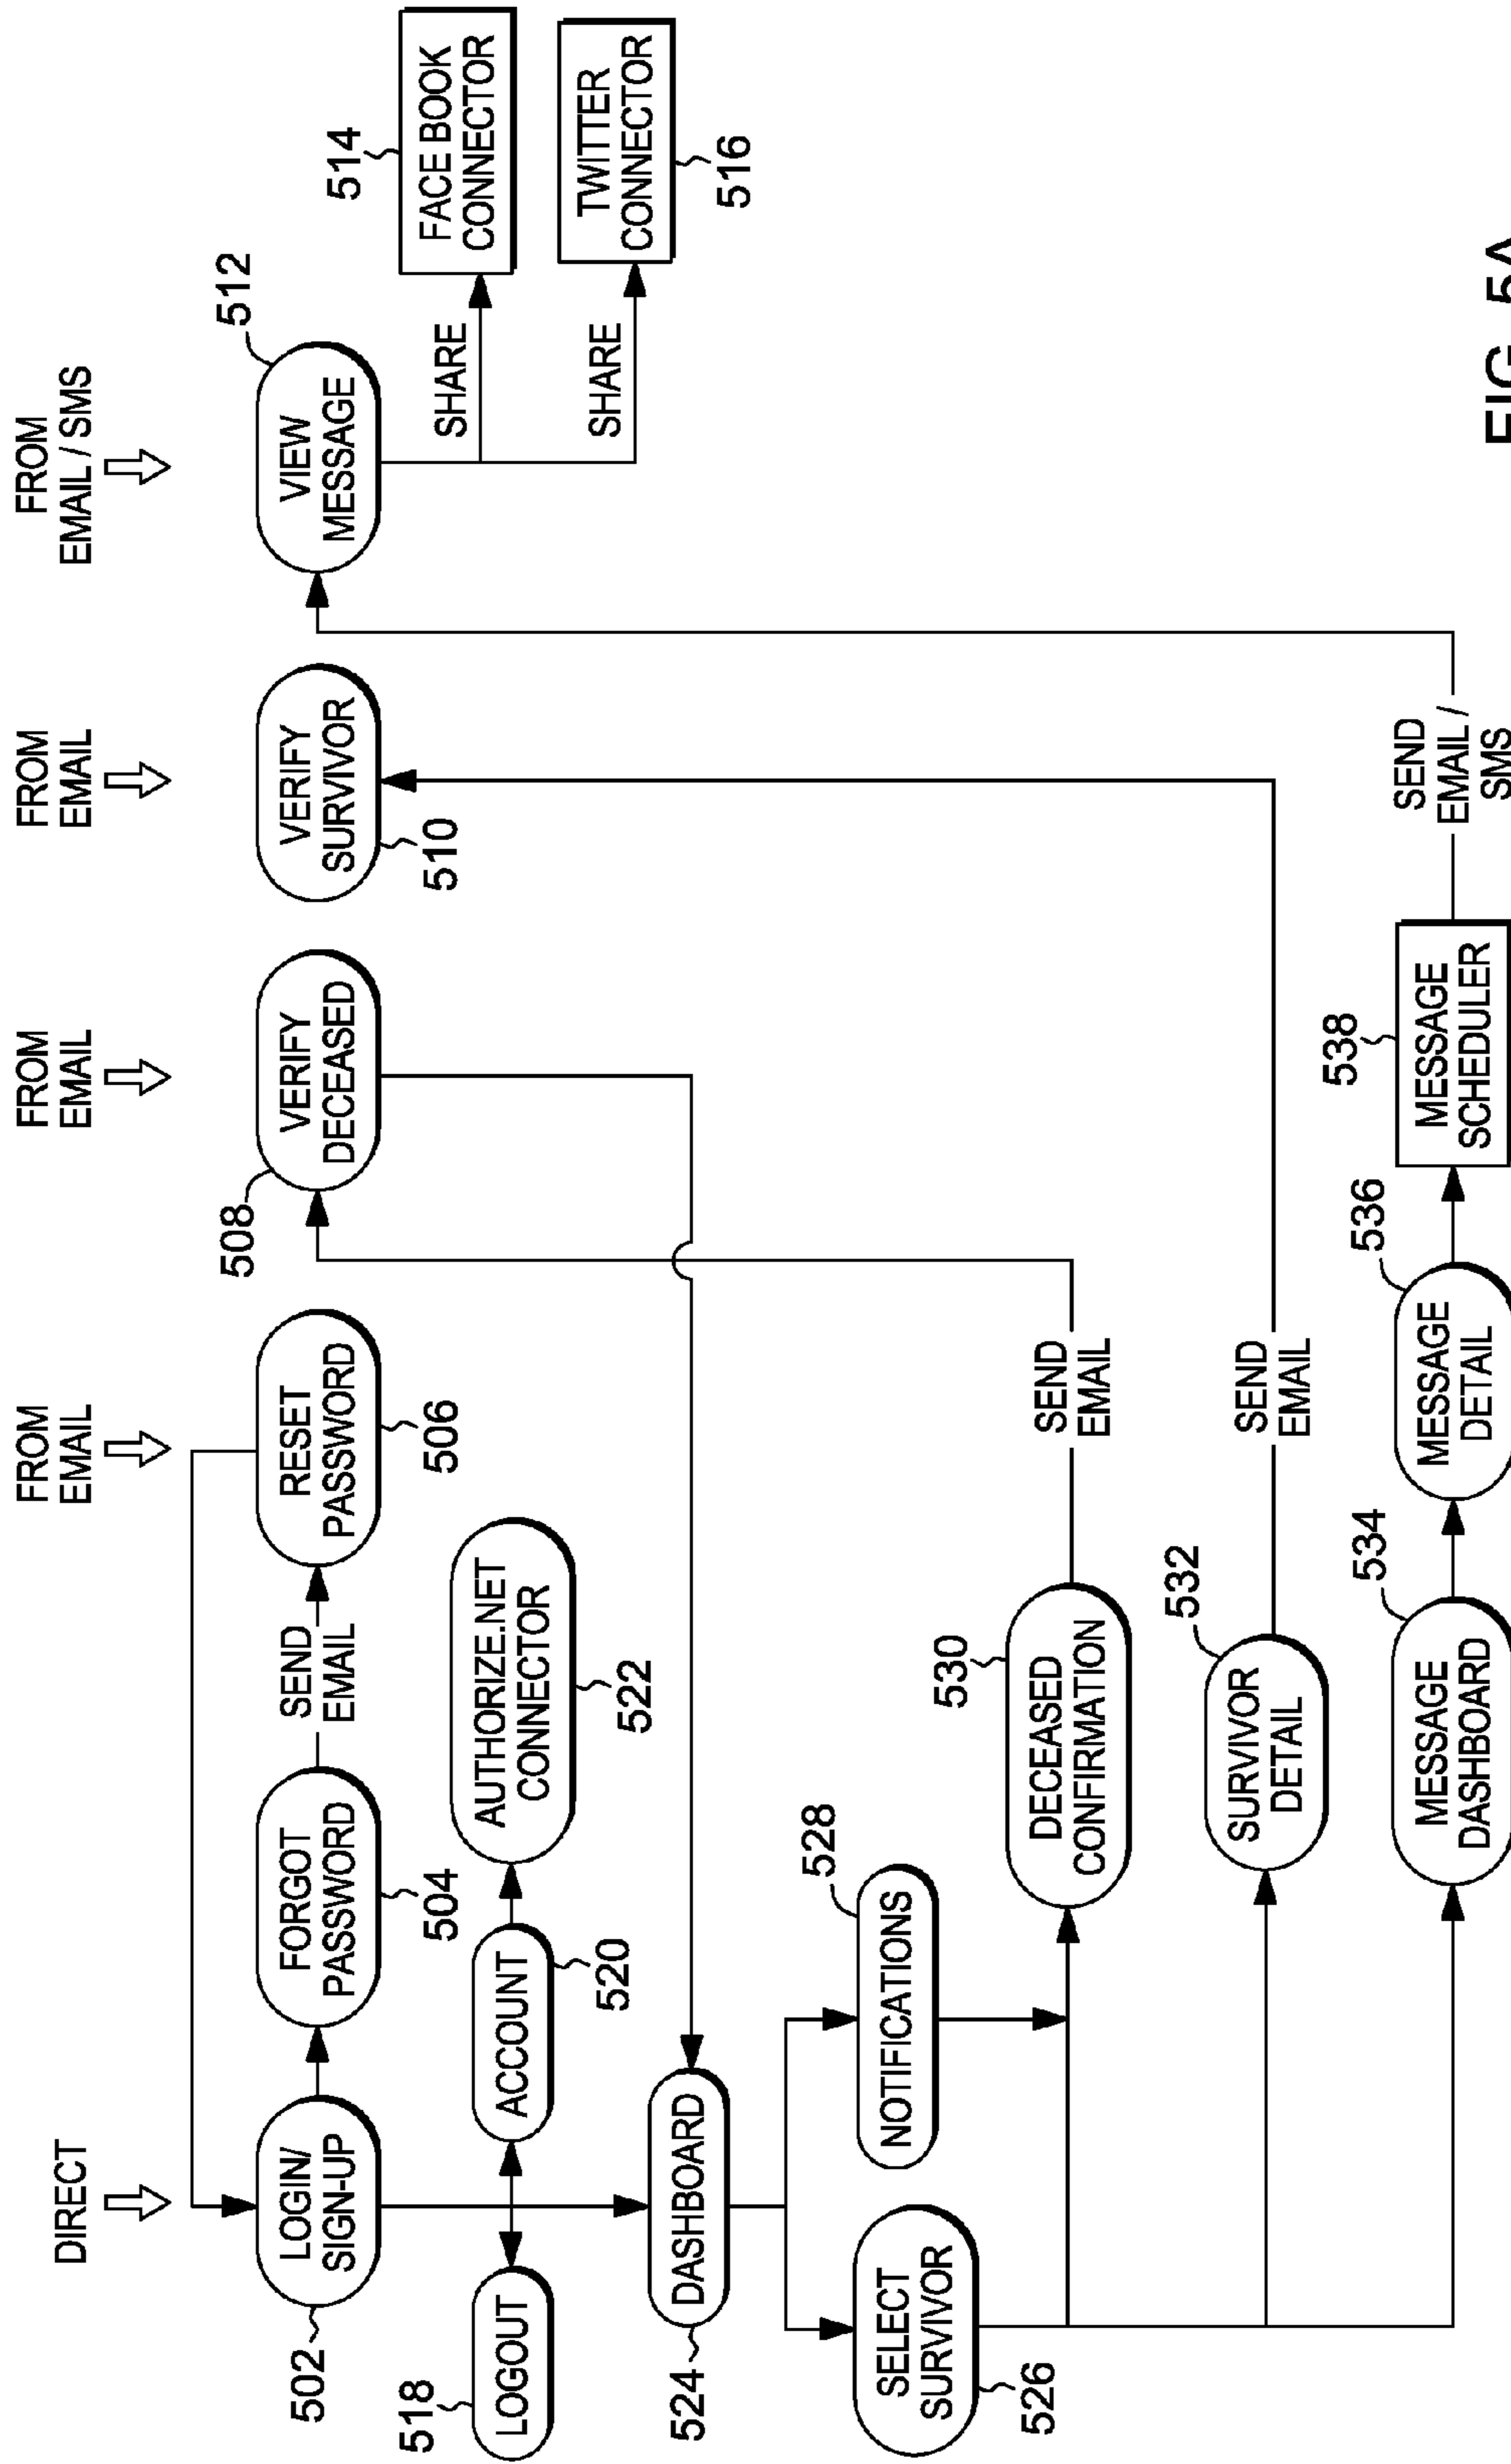 DIRECT
FROM
EMAIL
FROM
EMAIL
FROM
EMAIL
FROM
EMAIL / SMS
502
LOGIN/
SIGN-UP
FORGOT
PASSWORD
504
SEND
EMAIL
RESET
PASSWORD
506
508
VERIFY
DECEASED
VERIFY
SURVIVOR
510
VIEW
MESSAGE
512
SHARE
514
FACE BOOK
CONNECTOR
SHARE
TWITTER
CONNECTOR
516
518
LOGOUT
ACCOUNT
520
AUTHORIZE.NET
CONNECTOR
522
524
DASHBOARD
SELECT
SURVIVOR
526
NOTIFICATIONS
528
530
DECEASED
CONFIRMATION
SEND
EMAIL
532
SURVIVOR
DETAIL
SEND
EMAIL
534
MESSAGE
DASHBOARD
536
MESSAGE
DETAIL
538
MESSAGE
SCHEDULER
SEND
EMAIL /
SMS
FIG. 5A